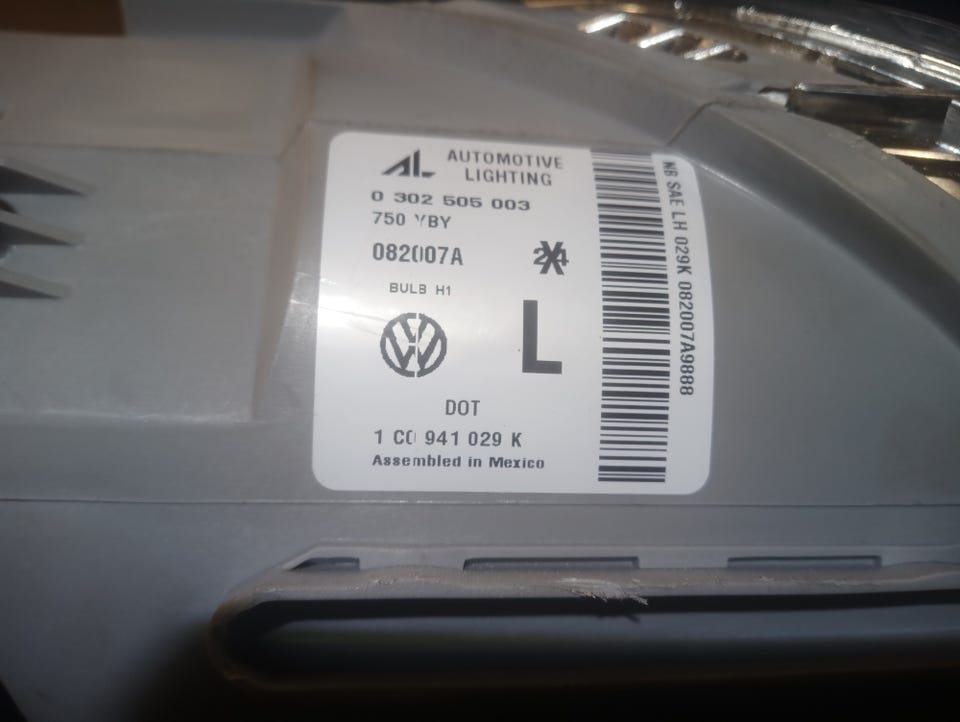 AL AUTOMOTIVE
LIGHTING
0 302 505 003
750 YBY
082007A
BULB H1
L
DOT
1 C0 941 029 K
Assembled in Mexico
NB SAE LH 029K 082007A9888